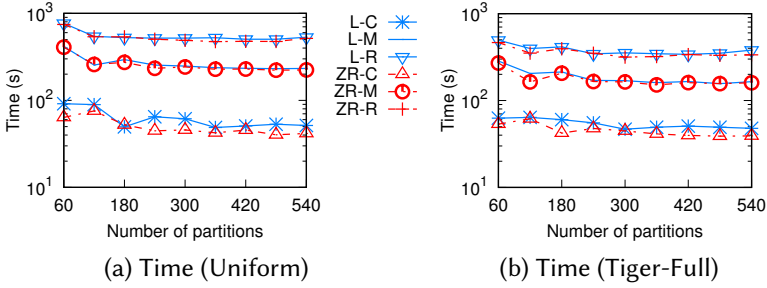 10³
10²
10¹
Time (s)
60 180 300 420 540
Number of partitions
(a) Time (Uniform)
L-C
L-M
L-R
ZR-C
ZR-M
ZR-R
10³
10²
10¹
Time (s)
60 180 300 420 540
Number of partitions
(b) Time (Tiger-Full)